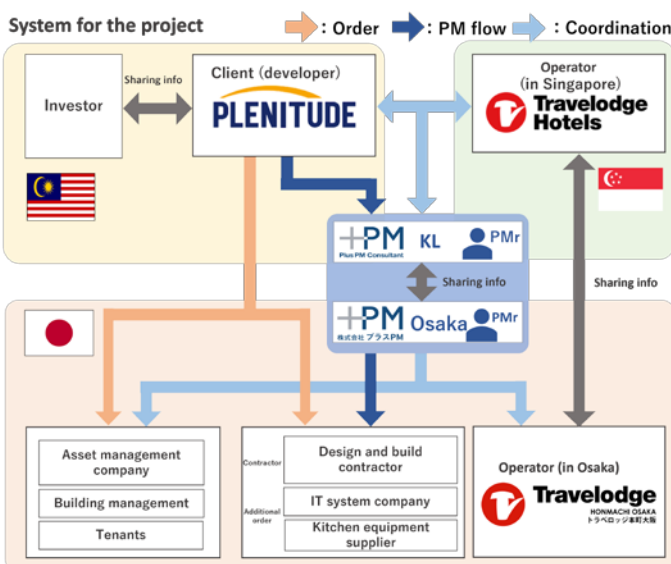 System for the project
: Order
: PM flow
: Coordination
Investor
Sharing info
Client (developer)
PLENITUDE
Operator
(in Singapore)
Travelodge
Hotels
+PM
Plus PM Consultant
KL
PMr
Sharing info
+PM
株式会社 プラスPM
Osaka
PMr
Sharing info
Asset management
company
Building management
Tenants
Contractor
Design and build
contractor
Additional
order
IT system company
Kitchen equipment
supplier
Operator (in Osaka)
Travelodge
HONMACHI OSAKA
トラベロッジ本町大阪